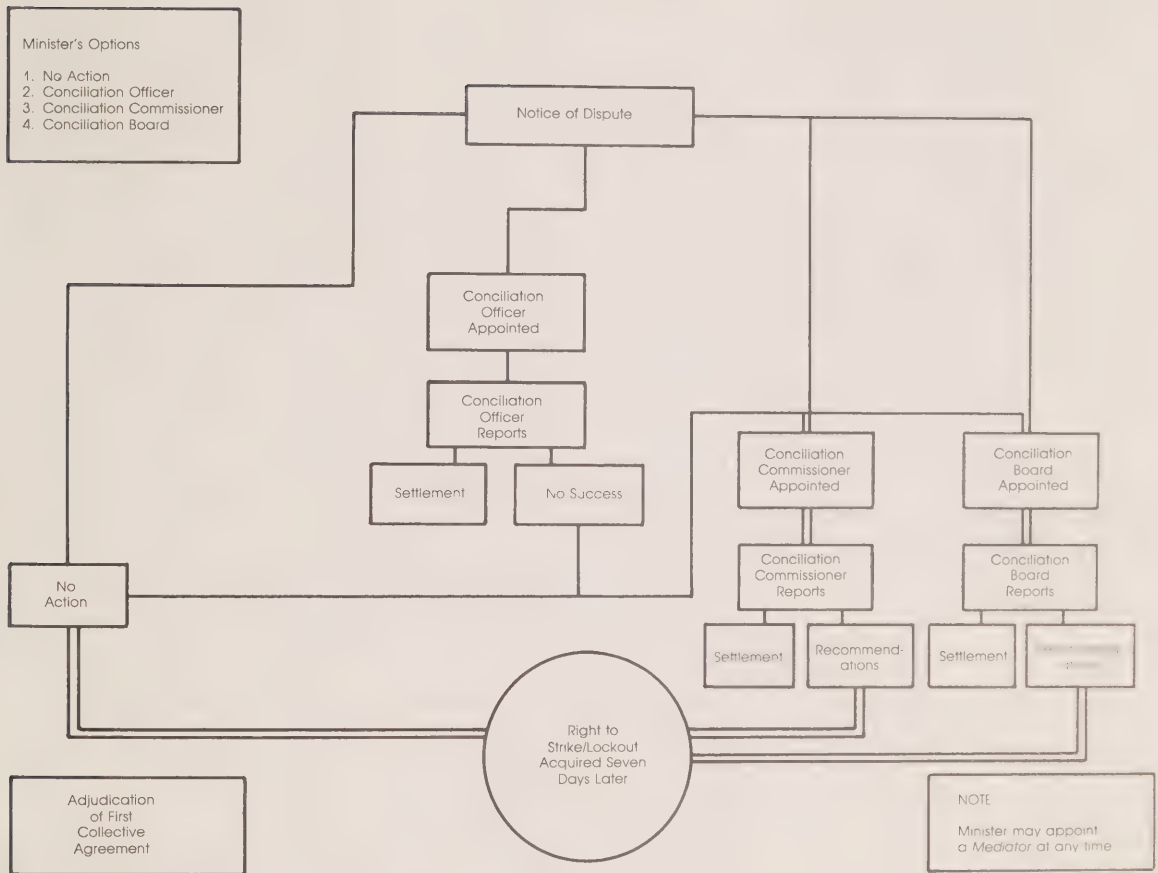 Minister's Options
1. No Action
2. Conciliation Officer
3. Conciliation Commissioner
4. Conciliation Board
Notice of Dispute
Conciliation
Officer
Appointed
Conciliation
Officer
Reports
Settlement
No Success
Conciliation
Commissioner
Appointed
Conciliation
Board
Appointed
Conciliation
Commissioner
Reports
Conciliation
Board
Reports
No
Action
Settlement
Recommend-
ations
Settlement
Right to
Strike/Lockout
Acquired Seven
Days Later
Adjudication
of First
Collective
Agreement
NOTE
Minister may appoint
a Mediator at any time